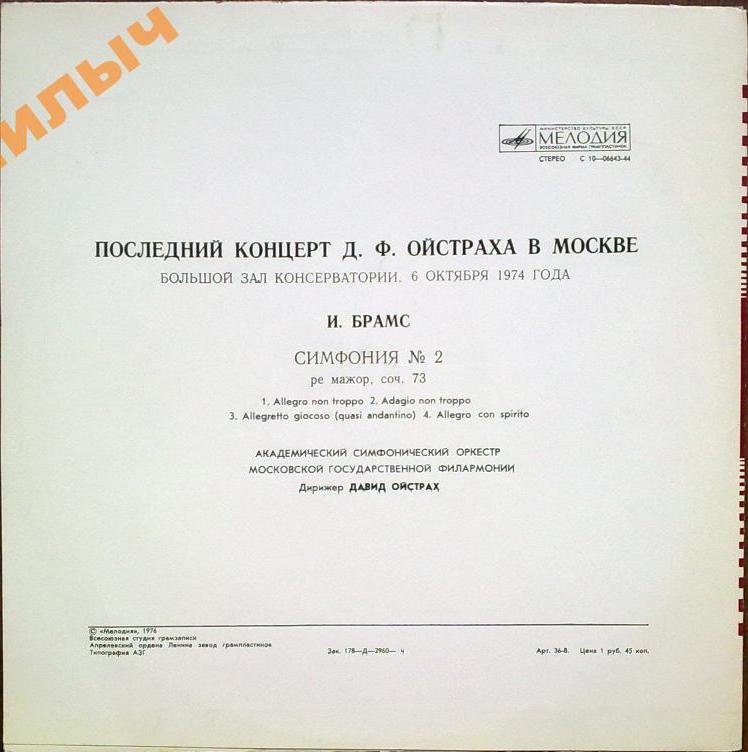 илыч
МИНИСТЕРСТВО КУЛЬТУРЫ СССР
МЕЛОДИЯ
ВСЕСОЮЗНАЯ ФИРМА ГРАМПЛАСТИНОК
СТЕРЕО С 10—06643-44
ПОСЛЕДНИЙ КОНЦЕРТ Д. Ф. ОЙСТРАХА В МОСКВЕ
БОЛЬШОЙ ЗАЛ КОНСЕРВАТОРИИ. 6 ОКТЯБРЯ 1974 ГОДА
И. БРАМС
СИМФОНИЯ № 2
ре мажор, соч. 73
1. Allegro non troppo 2. Adagio non troppo
3. Allegretto giocoso (quasi andantino) 4. Allegro con spirito
АКАДЕМИЧЕСКИЙ СИМФОНИЧЕСКИЙ ОРКЕСТР
МОСКОВСКОЙ ГОСУДАРСТВЕННОЙ ФИЛАРМОНИИ
Дирижер ДАВИД ОЙСТРАХ
© «Мелодия», 1976
Всесоюзная студия грамзаписи
Апрелевский ордена Ленина завод грампластинок
Типография АЗГ
Зак. 178—Д—2960— ч
Арт. 36-8. Цена 1 руб. 45 коп.